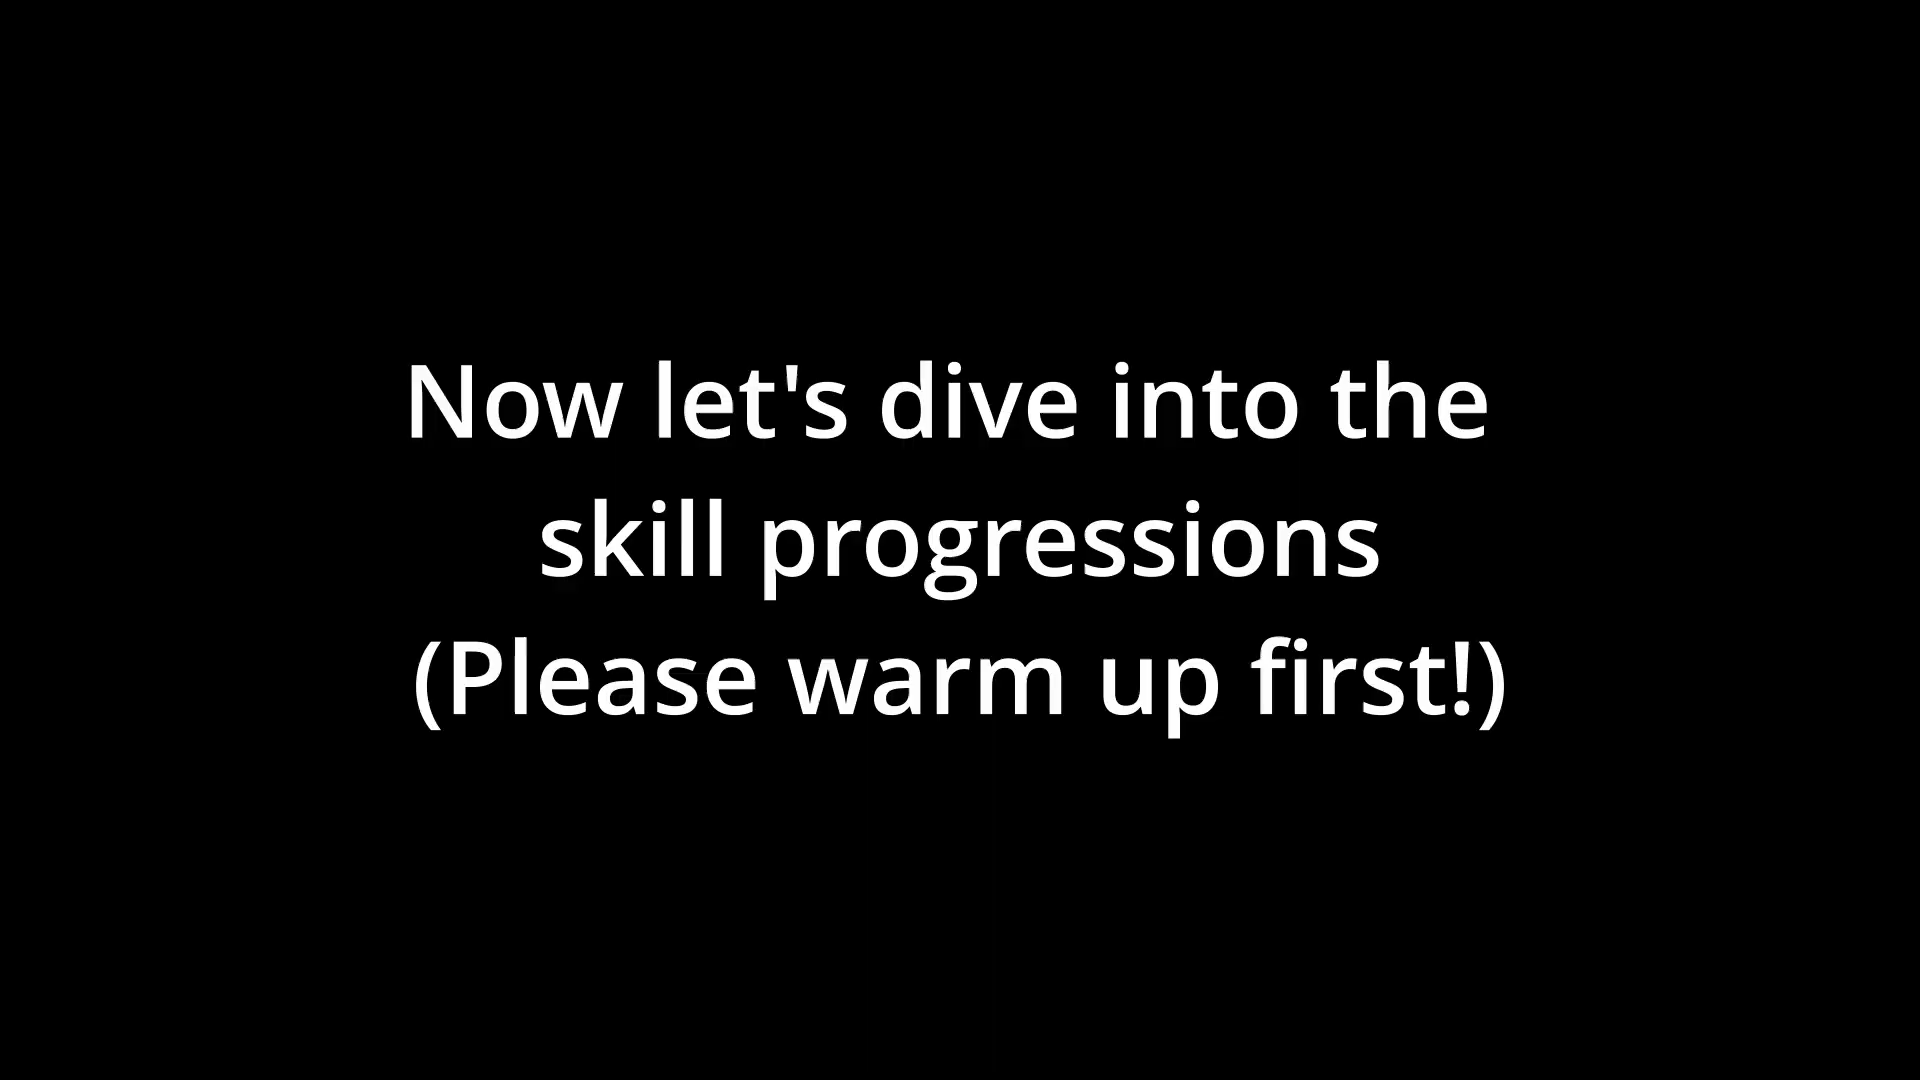 Now let's dive into the
skill progressions
(Please warm up first!)